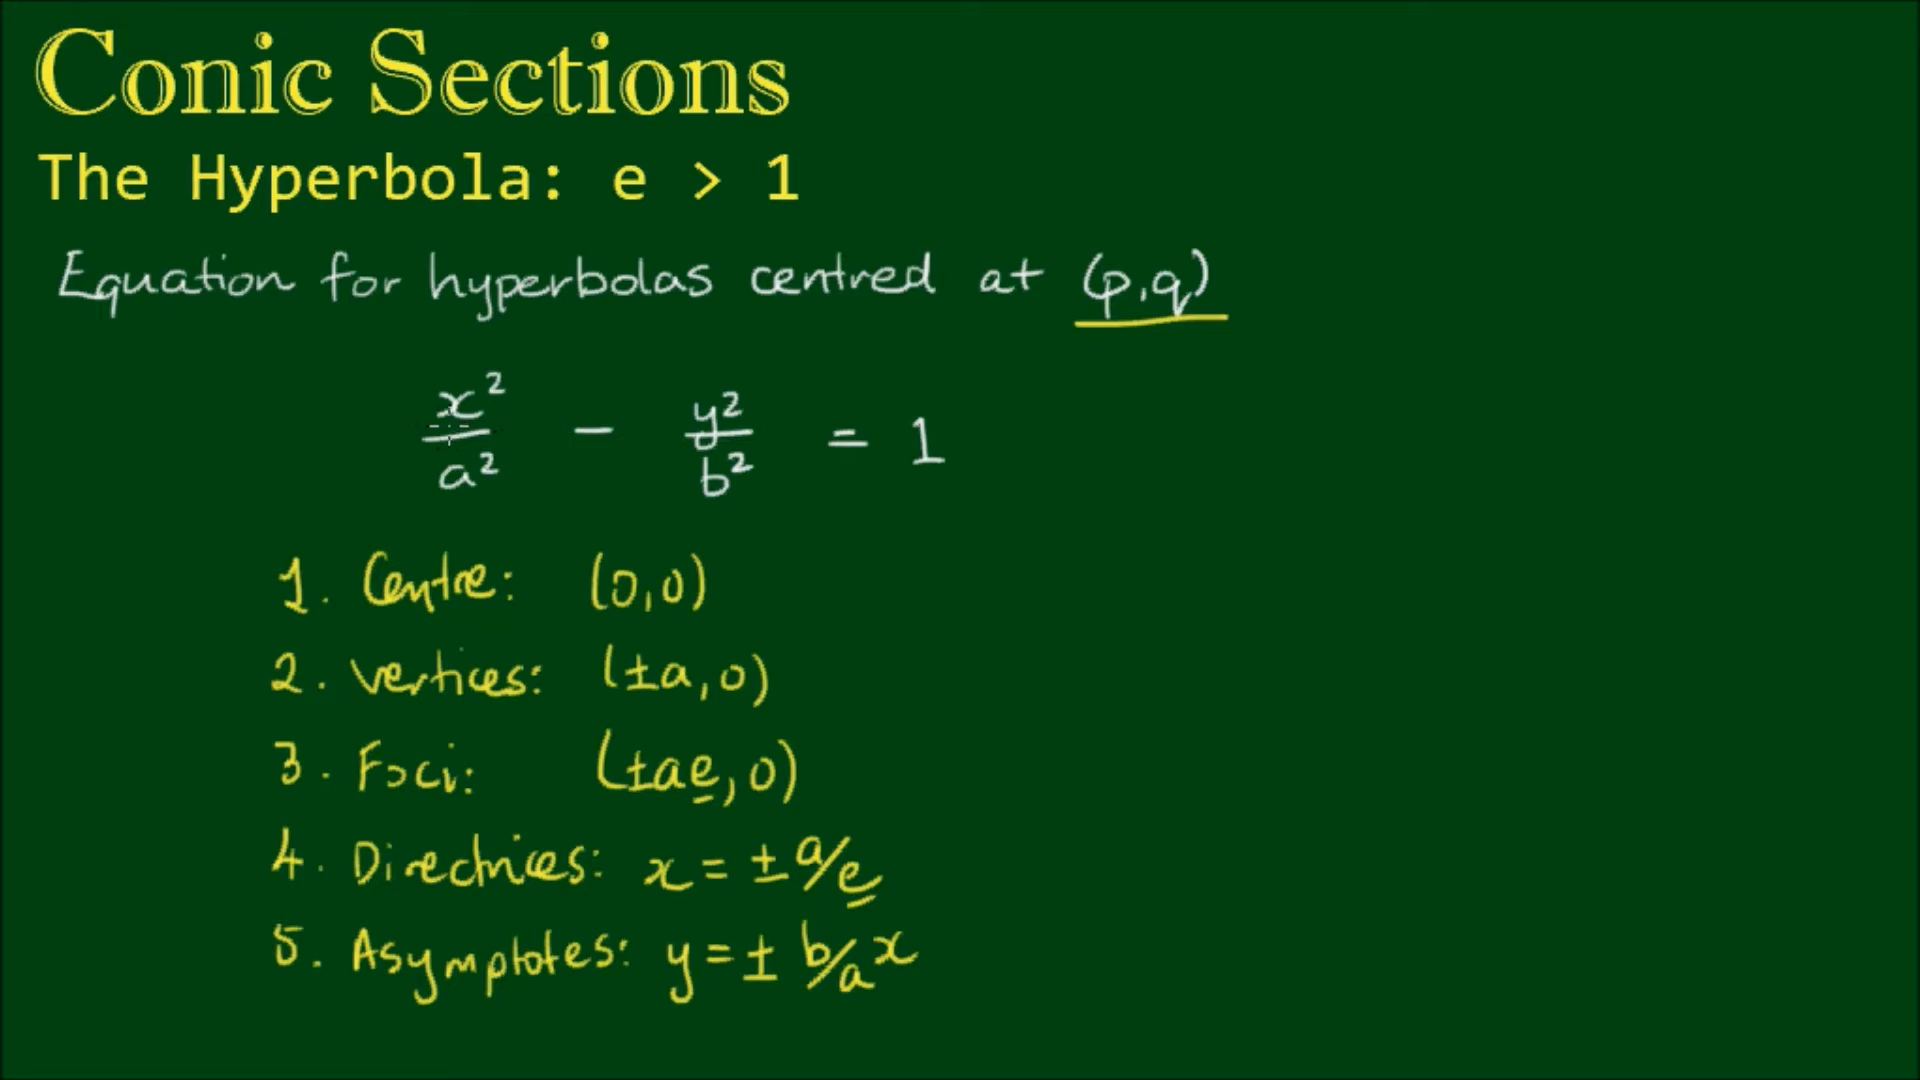 Conic Sections
The Hyperbola: e > 1
Equation for hyperbolas centred at (p,q)
x²/a² - y²/b² = 1
1. Centre: (0,0)
2. vertices: (±a,0)
3. Foci: (±ae,0)
4. Directrices: x = ± a/e
5. Asymptotes: y = ± b/a x